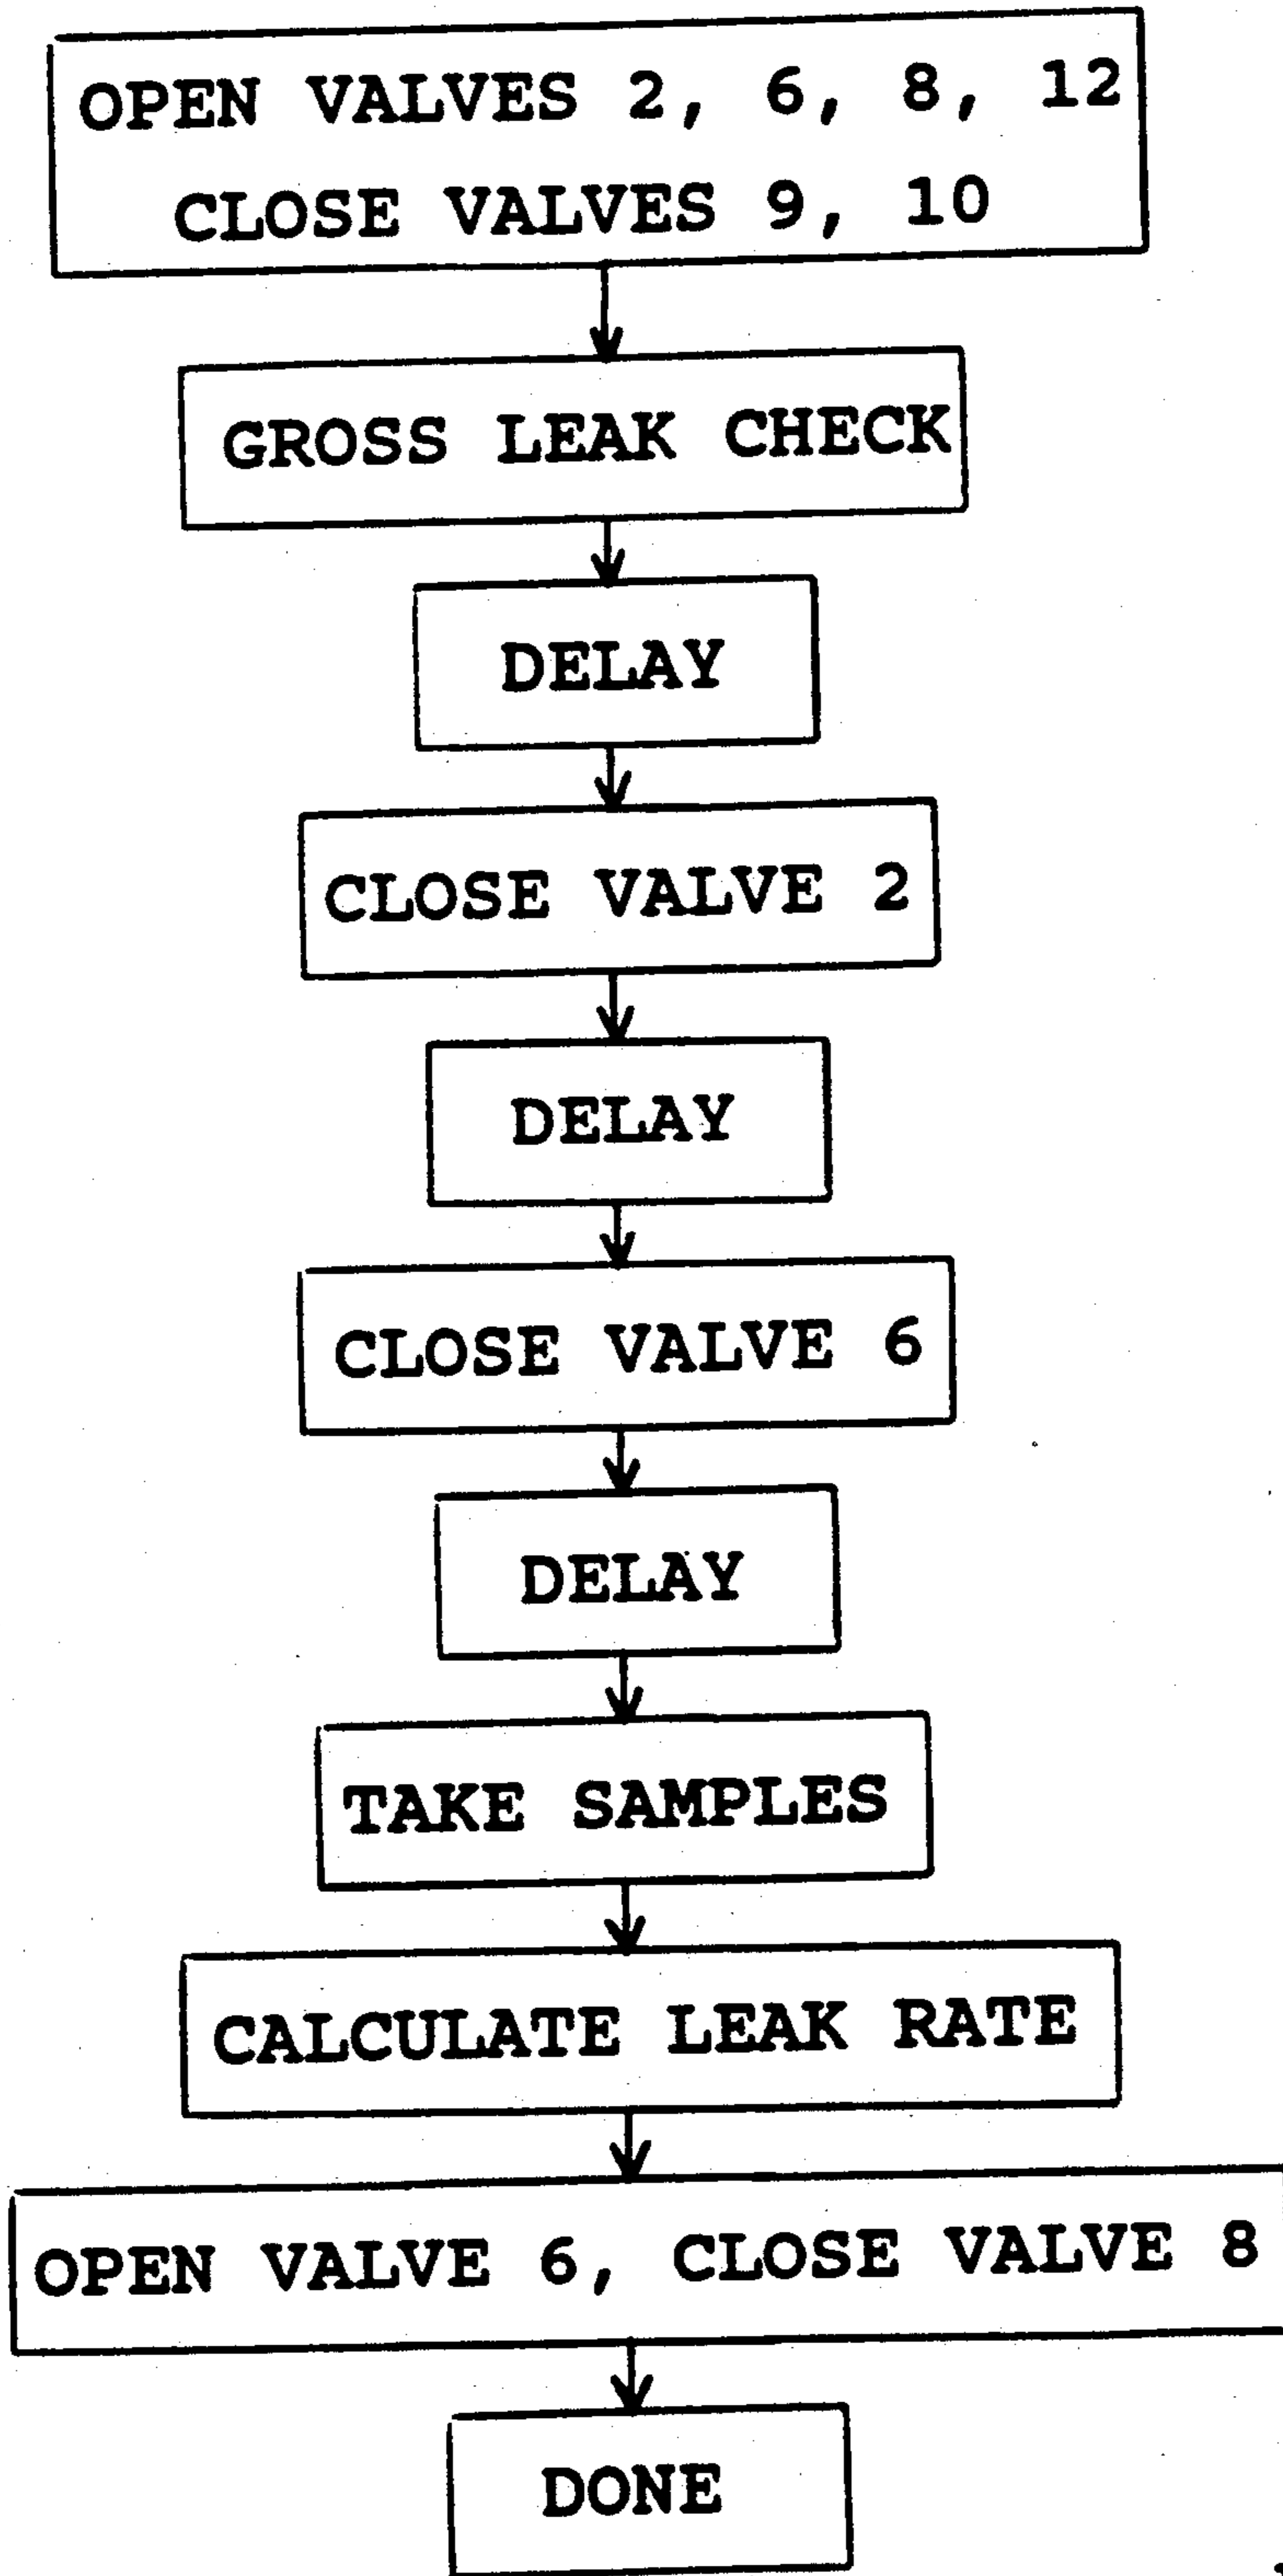 OPEN VALVES 2, 6, 8, 12
CLOSE VALVES 9, 10
GROSS LEAK CHECK
DELAY
CLOSE VALVE 2
DELAY
CLOSE VALVE 6
DELAY
TAKE SAMPLES
CALCULATE LEAK RATE
OPEN VALVE 6, CLOSE VALVE 8
DONE